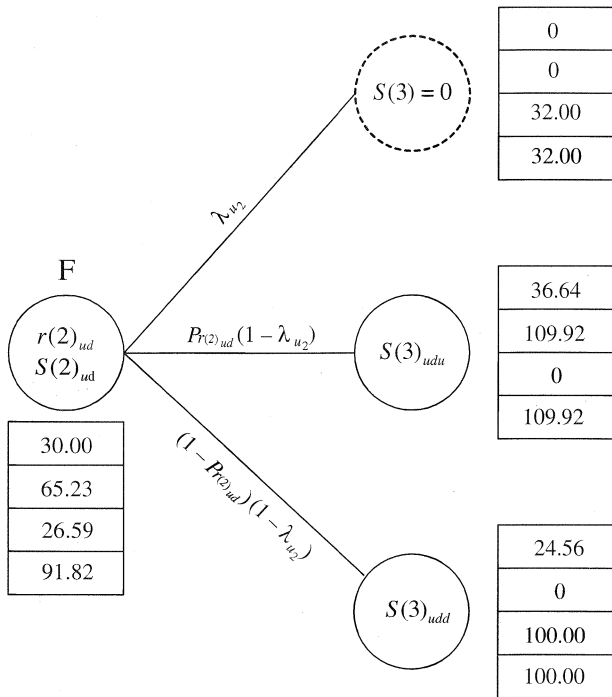 0
0
32.00
32.00
S(3) = 0
λu₂
F
r(2)ud
S(2)ud
Pr(2)ud(1 − λu₂)
S(3)udu
36.64
109.92
0
109.92
30.00
65.23
26.59
91.82
(1 − Pr(2)ud)(1 − λu₂)
S(3)udd
24.56
0
100.00
100.00